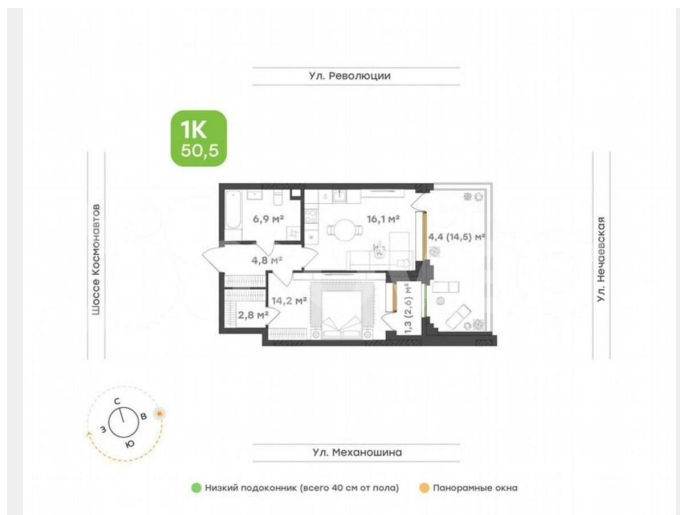 Ул. Революции
1К
50,5
Шоссе Космонавтов
Ул. Нечаевская
6,9 м²
16,1 м²
4,4 (14,5) м²
4,8 м²
14,2 м²
2,8 м²
1,3 (2,6) м²
С
В
З
Ю
Ул. Механошина
Низкий подоконник (всего 40 см от пола)
Панорамные окна